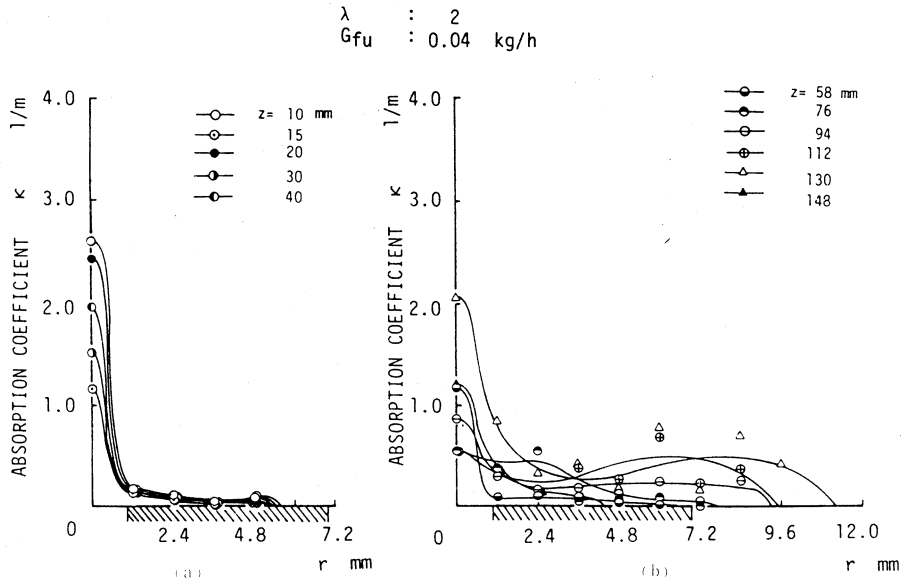 λ : 2
Gfu : 0.04 kg/h
ABSORPTION COEFFICIENT κ 1/m
4.0
3.0
2.0
1.0
0
2.4
4.8
7.2
r mm
(a)
z= 10 mm
15
20
30
40
ABSORPTION COEFFICIENT κ 1/m
4.0
3.0
2.0
1.0
0
2.4
4.8
7.2
9.6
12.0
r mm
(b)
z= 58 mm
76
94
112
130
148